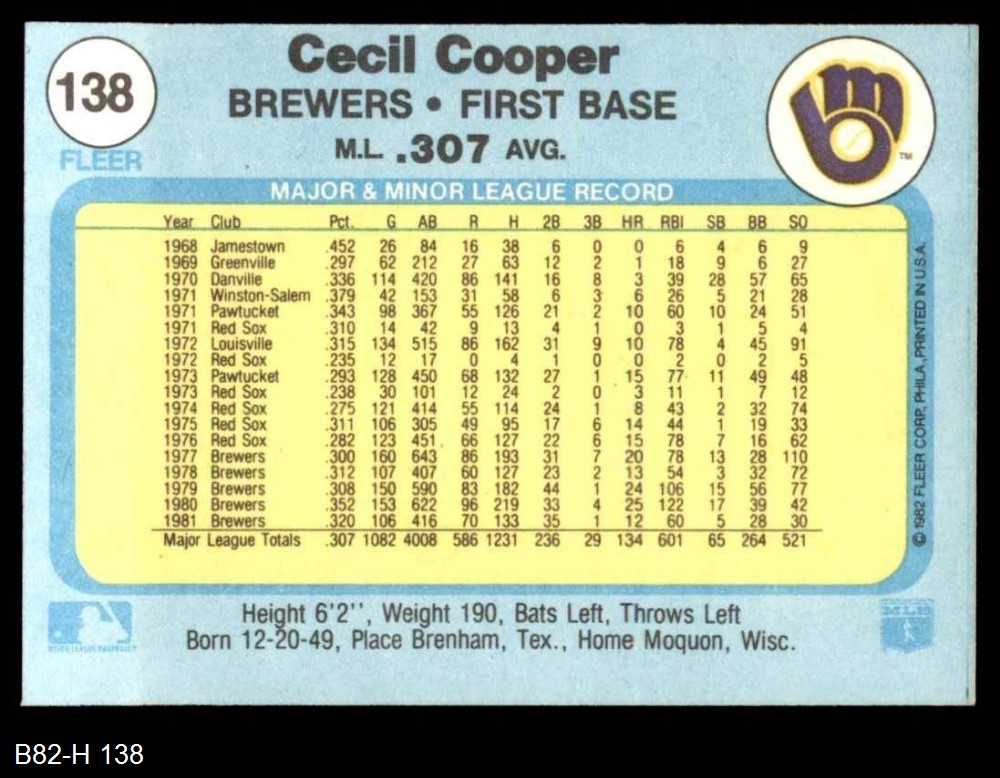 138
FLEER
Cecil Cooper
BREWERS • FIRST BASE
M.L. .307 AVG.
mb
TM
MAJOR & MINOR LEAGUE RECORD
Year Club Pct. G AB R H 2B 3B HR RBI SB BB SO
1968 Jamestown .452 26 84 16 38 6 0 0 6 4 6 9
1969 Greenville .297 62 212 27 63 12 2 1 18 9 6 27
1970 Danville .336 114 420 86 141 16 8 3 39 28 57 65
1971 Winston-Salem .379 42 153 31 58 6 3 6 26 5 21 28
1971 Pawtucket .343 98 367 55 126 21 2 10 60 10 24 51
1971 Red Sox .310 14 42 9 13 4 1 0 3 1 5 4
1972 Louisville .315 134 515 86 162 31 9 10 78 4 45 91
1972 Red Sox .235 12 17 0 4 1 0 0 2 0 2 5
1973 Pawtucket .293 128 450 68 132 27 1 15 77 11 49 48
1973 Red Sox .238 30 101 12 24 2 0 3 11 1 7 12
1974 Red Sox .275 121 414 55 114 24 1 8 43 2 32 74
1975 Red Sox .311 106 305 49 95 17 6 14 44 1 19 33
1976 Red Sox .282 123 451 66 127 22 6 15 78 7 16 62
1977 Brewers .300 160 643 86 193 31 7 20 78 13 28 110
1978 Brewers .312 107 407 60 127 23 2 13 54 3 32 72
1979 Brewers .308 150 590 83 182 44 1 24 106 15 56 77
1980 Brewers .352 153 622 96 219 33 4 25 122 17 39 42
1981 Brewers .320 106 416 70 133 35 1 12 60 5 28 30
Major League Totals .307 1082 4008 586 1231 236 29 134 601 65 264 521
© 1982 FLEER CORP., PHILA., PRINTED IN U.S.A.
Height 6'2'', Weight 190, Bats Left, Throws Left
Born 12-20-49, Place Brenham, Tex., Home Moquon, Wisc.
MAJOR LEAGUE BASEBALL
MLB
B82-H 138